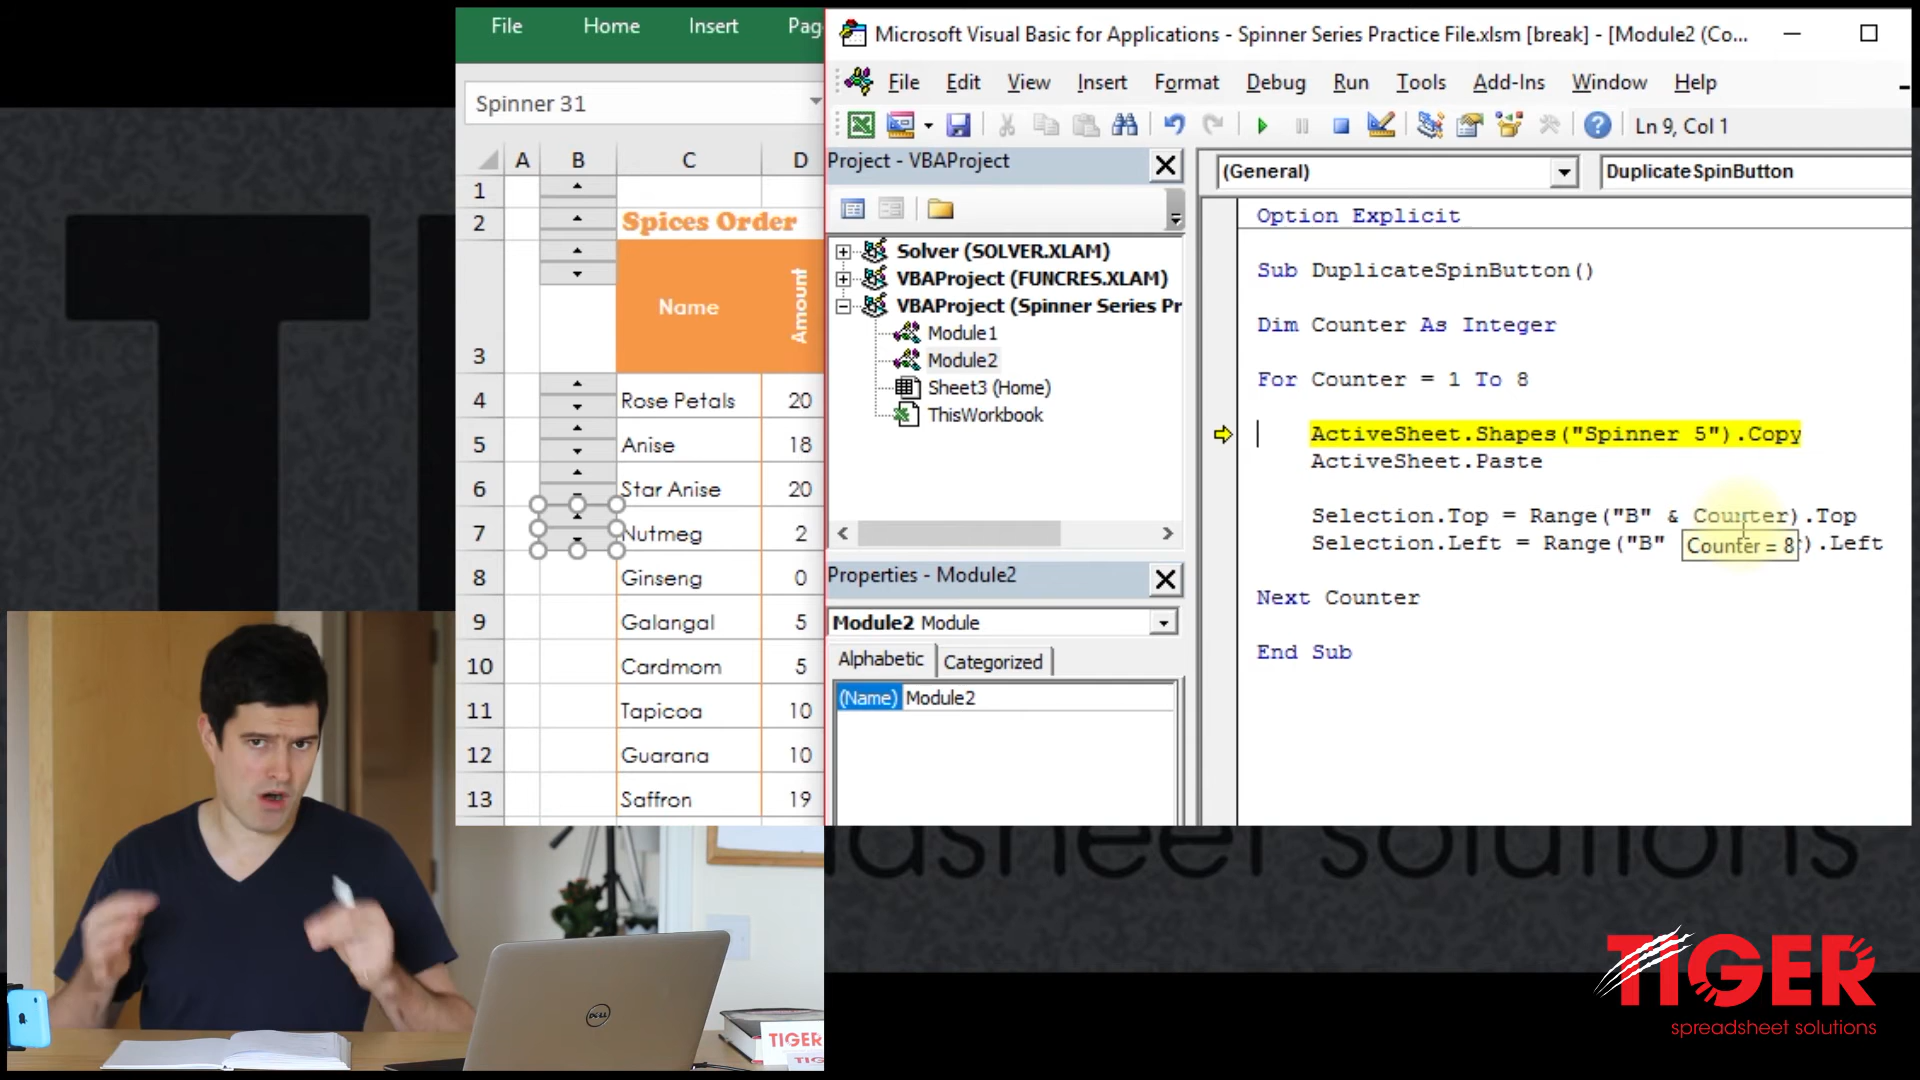 File Home Insert Pag
Spinner 31
A B C D
1
2 Spices Order
3 Name Amount
4 Rose Petals 20
5 Anise 18
6 Star Anise 20
7 Nutmeg 2
8 Ginseng 0
9 Galangal 5
10 Cardmom 5
11 Tapicoa 10
12 Guarana 10
13 Saffron 19
Microsoft Visual Basic for Applications - Spinner Series Practice File.xlsm [break] - [Module2 (Co...
File Edit View Insert Format Debug Run Tools Add-Ins Window Help
Ln 9, Col 1
Project - VBAProject
Solver (SOLVER.XLAM)
VBAProject (FUNCRES.XLAM)
VBAProject (Spinner Series Pr
Module1
Module2
Sheet3 (Home)
ThisWorkbook
Properties - Module2
Module2 Module
Alphabetic Categorized
(Name) Module2
(General) DuplicateSpinButton
Option Explicit
Sub DuplicateSpinButton()
Dim Counter As Integer
For Counter = 1 To 8
ActiveSheet.Shapes("Spinner 5").Copy
ActiveSheet.Paste
Selection.Top = Range("B" & Counter).Top
Selection.Left = Range("B" ).Left
Counter = 8
Next Counter
End Sub
DELL
TIGER
TIG
adsheet solutions
TIGER
spreadsheet solutions